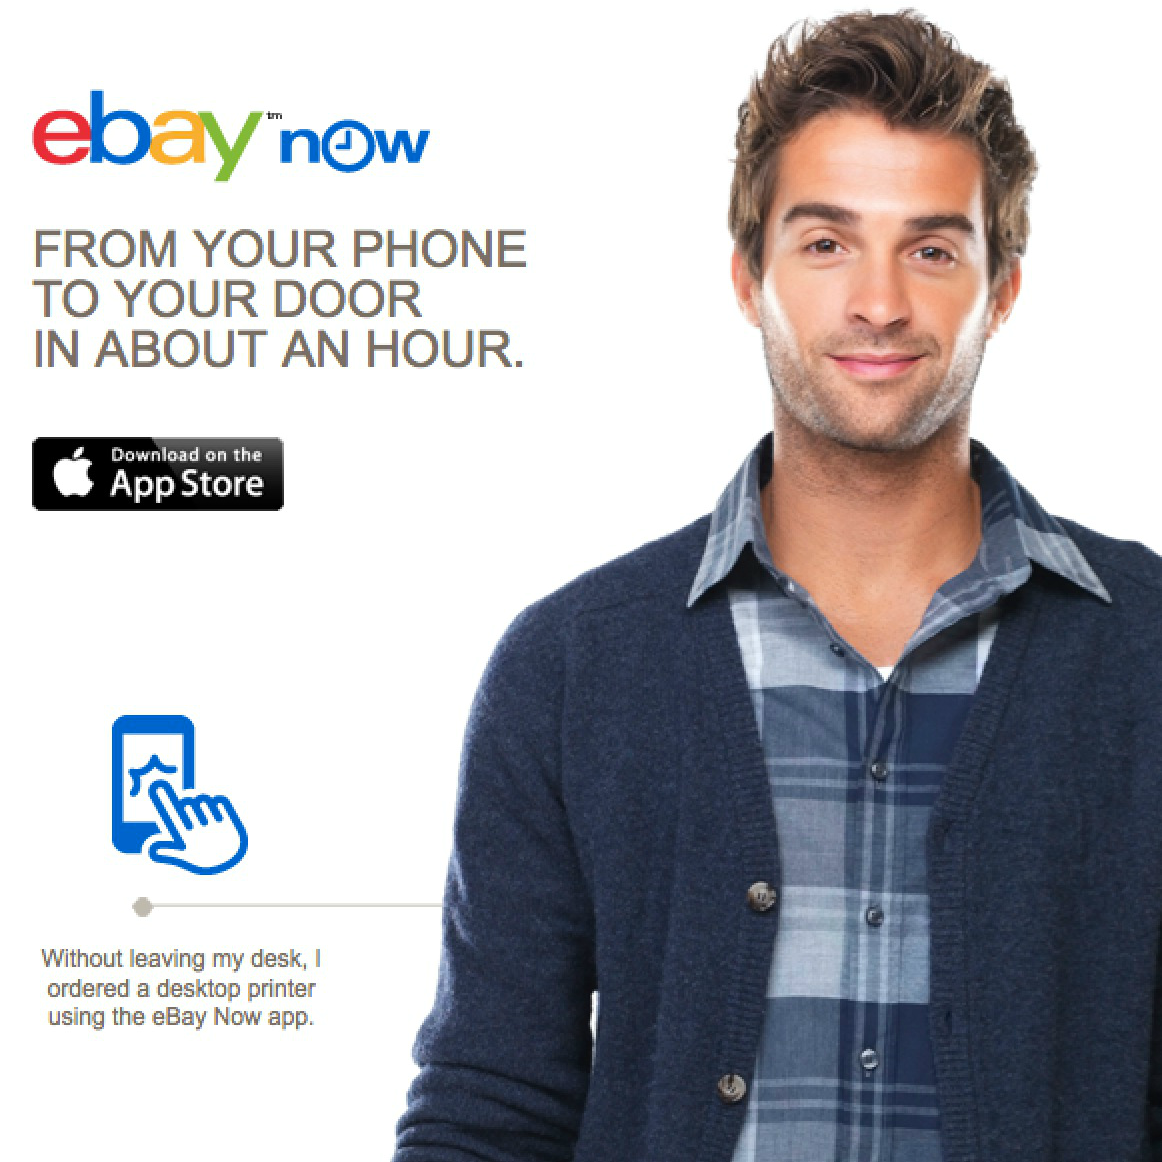 ebay™ now
FROM YOUR PHONE
TO YOUR DOOR
IN ABOUT AN HOUR.
Download on the
App Store
Without leaving my desk, I
ordered a desktop printer
using the eBay Now app.